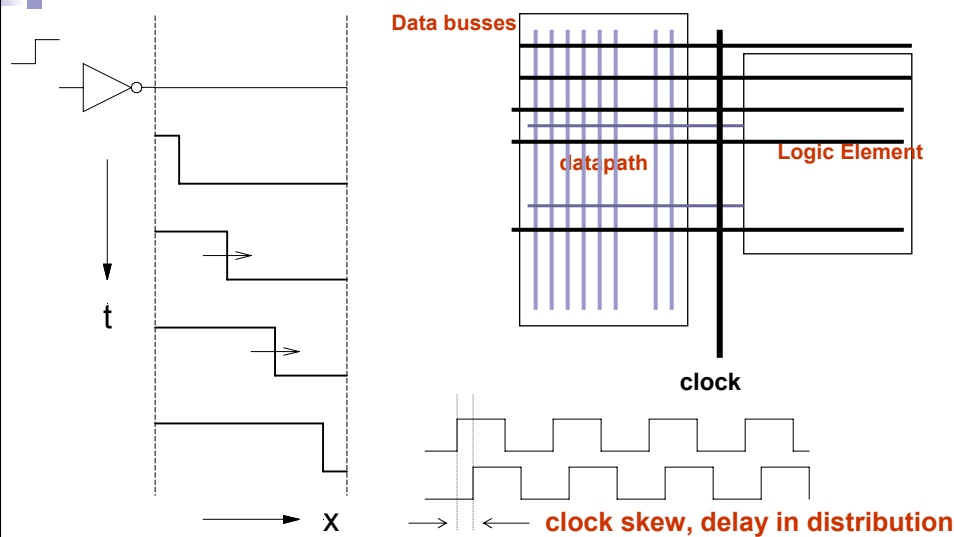 Data busses
datapath
Logic Element
t
clock
x
clock skew, delay in distribution